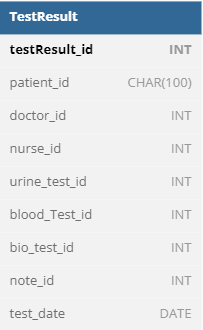 TestResult
testResult_id INT
patient_id CHAR(100)
doctor_id INT
nurse_id INT
urine_test_id INT
blood_Test_id INT
bio_test_id INT
note_id INT
test_date DATE